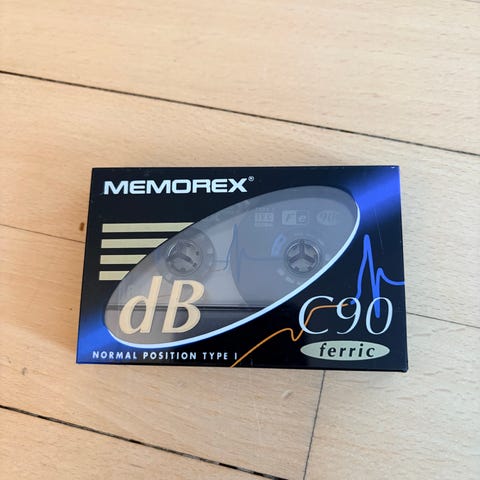 MEMOREX®
dB
C90
ferric
NORMAL POSITION TYPE I